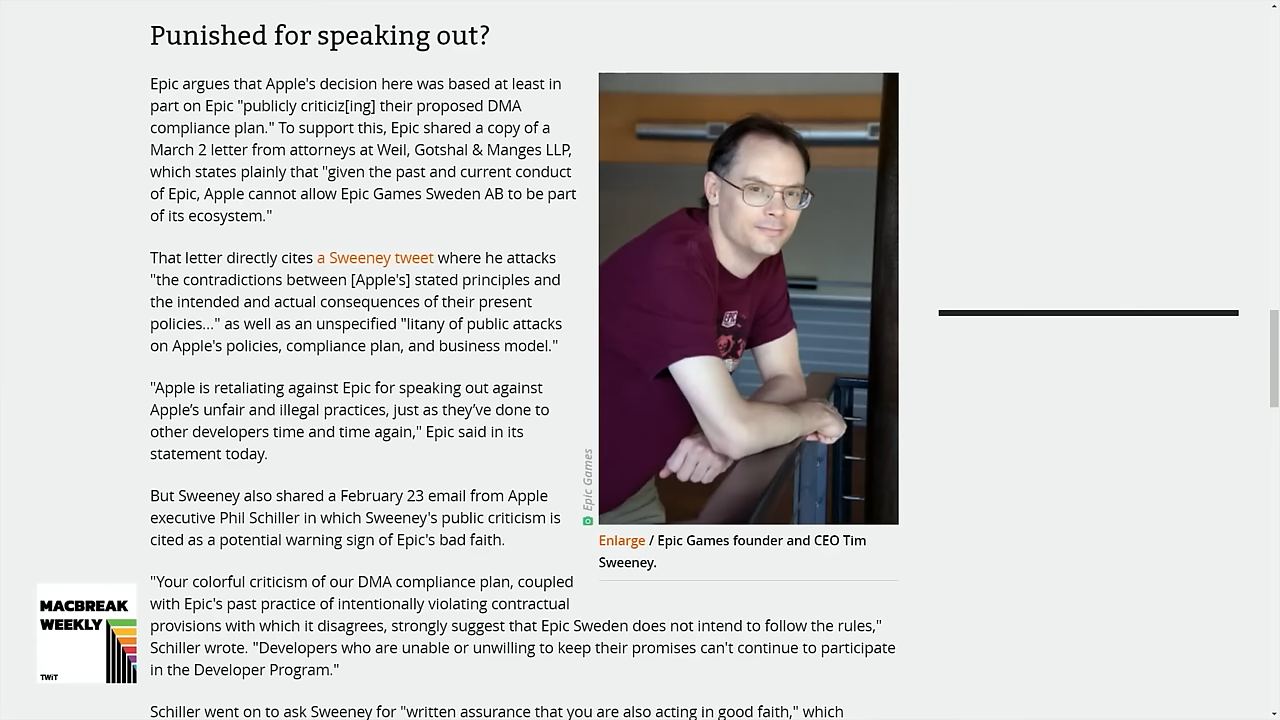 Punished for speaking out?
Epic argues that Apple's decision here was based at least in
part on Epic "publicly criticiz[ing] their proposed DMA
compliance plan." To support this, Epic shared a copy of a
March 2 letter from attorneys at Weil, Gotshal & Manges LLP,
which states plainly that "given the past and current conduct
of Epic, Apple cannot allow Epic Games Sweden AB to be part
of its ecosystem."
That letter directly cites a Sweeney tweet where he attacks
"the contradictions between [Apple's] stated principles and
the intended and actual consequences of their present
policies..." as well as an unspecified "litany of public attacks
on Apple's policies, compliance plan, and business model."
"Apple is retaliating against Epic for speaking out against
Apple’s unfair and illegal practices, just as they’ve done to
other developers time and time again," Epic said in its
statement today.
But Sweeney also shared a February 23 email from Apple
executive Phil Schiller in which Sweeney's public criticism is
cited as a potential warning sign of Epic's bad faith.
"Your colorful criticism of our DMA compliance plan, coupled
with Epic's past practice of intentionally violating contractual
provisions with which it disagrees, strongly suggest that Epic Sweden does not intend to follow the rules,"
Schiller wrote. "Developers who are unable or unwilling to keep their promises can't continue to participate
in the Developer Program."
Schiller went on to ask Sweeney for "written assurance that you are also acting in good faith," which
EPIC
Epic Games
Enlarge / Epic Games founder and CEO Tim
Sweeney.
MACBREAK
WEEKLY
TWiT